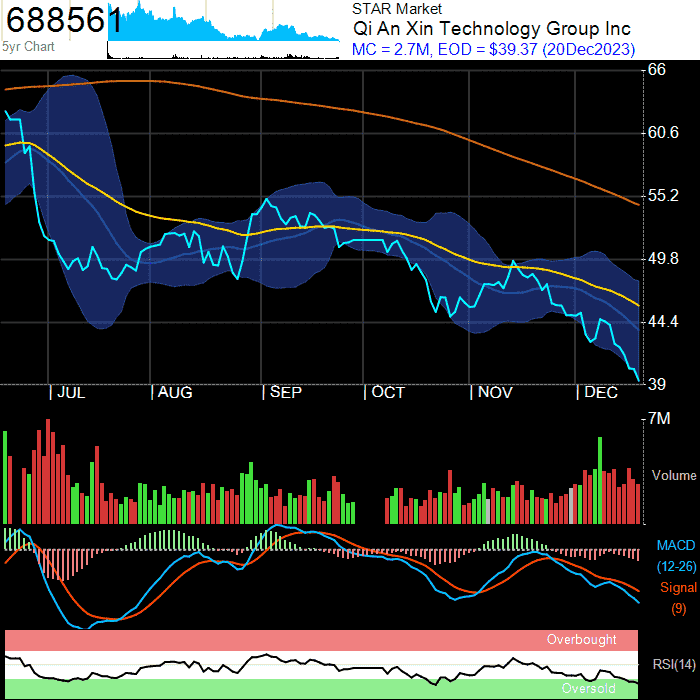 688561
5yr Chart
STAR Market
Qi An Xin Technology Group Inc
MC = 2.7M, EOD = $39.37 (20Dec2023)
66
60.6
55.2
49.8
44.4
39
| JUL | AUG | SEP | OCT | NOV | DEC
7M
Volume
MACD
(12-26)
Signal
(9)
Overbought
RSI(14)
Oversold